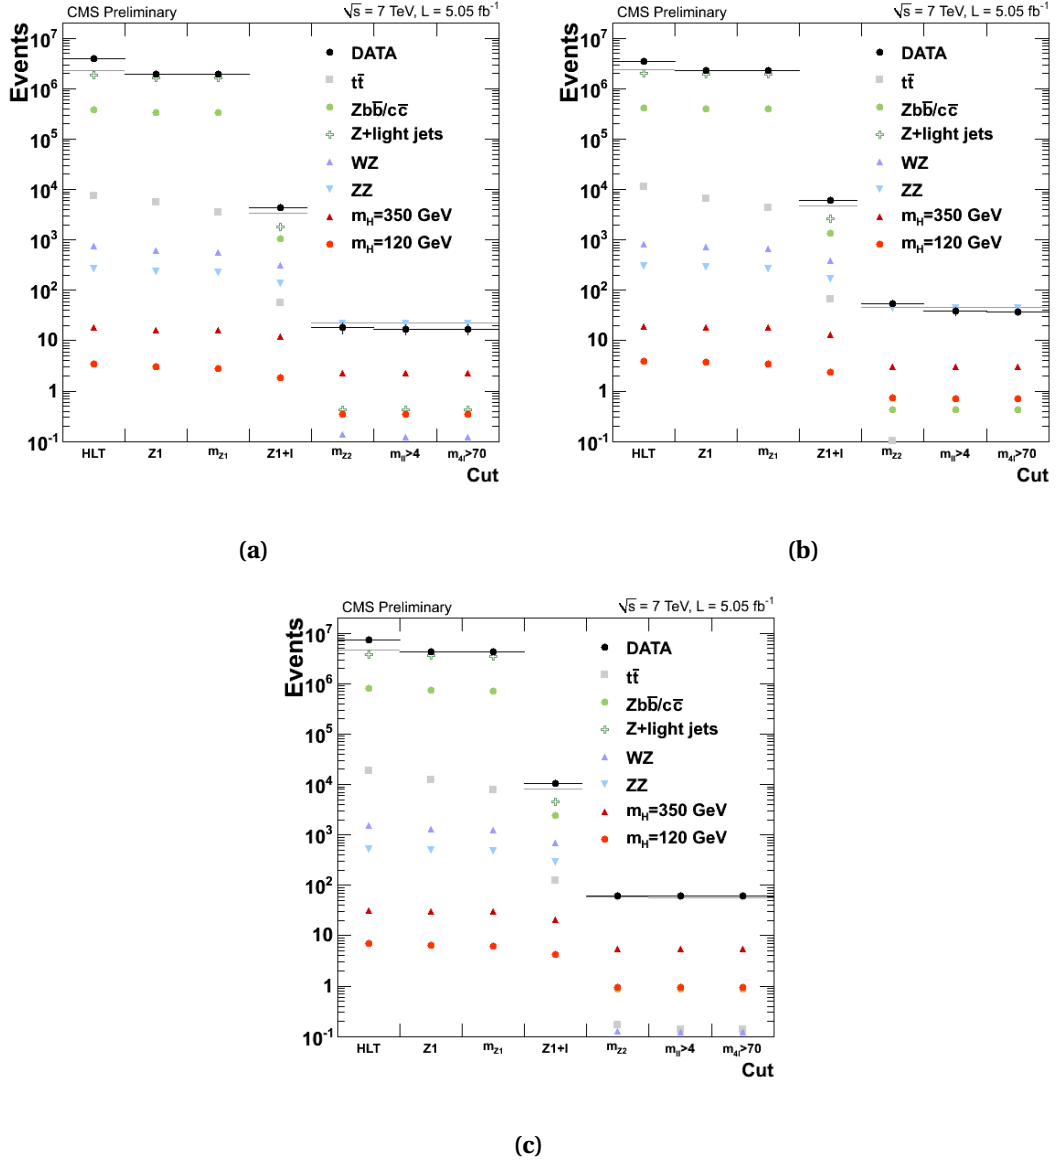 CMS Preliminary √s = 7 TeV, L = 5.05 fb⁻¹
Events
10⁷
10⁶
10⁵
10⁴
10³
10²
10
1
10⁻¹
DATA
tt̄
Zbb̄/cc̄
Z+light jets
WZ
ZZ
m_H=350 GeV
m_H=120 GeV
HLT Z1 m_Z1 Z1+l m_Z2 m_ll>4 m_4l>70
Cut
(a)
CMS Preliminary √s = 7 TeV, L = 5.05 fb⁻¹
Events
10⁷
10⁶
10⁵
10⁴
10³
10²
10
1
10⁻¹
DATA
tt̄
Zbb̄/cc̄
Z+light jets
WZ
ZZ
m_H=350 GeV
m_H=120 GeV
HLT Z1 m_Z1 Z1+l m_Z2 m_ll>4 m_4l>70
Cut
(b)
CMS Preliminary √s = 7 TeV, L = 5.05 fb⁻¹
Events
10⁷
10⁶
10⁵
10⁴
10³
10²
10
1
10⁻¹
DATA
tt̄
Zbb̄/cc̄
Z+light jets
WZ
ZZ
m_H=350 GeV
m_H=120 GeV
HLT Z1 m_Z1 Z1+l m_Z2 m_ll>4 m_4l>70
Cut
(c)